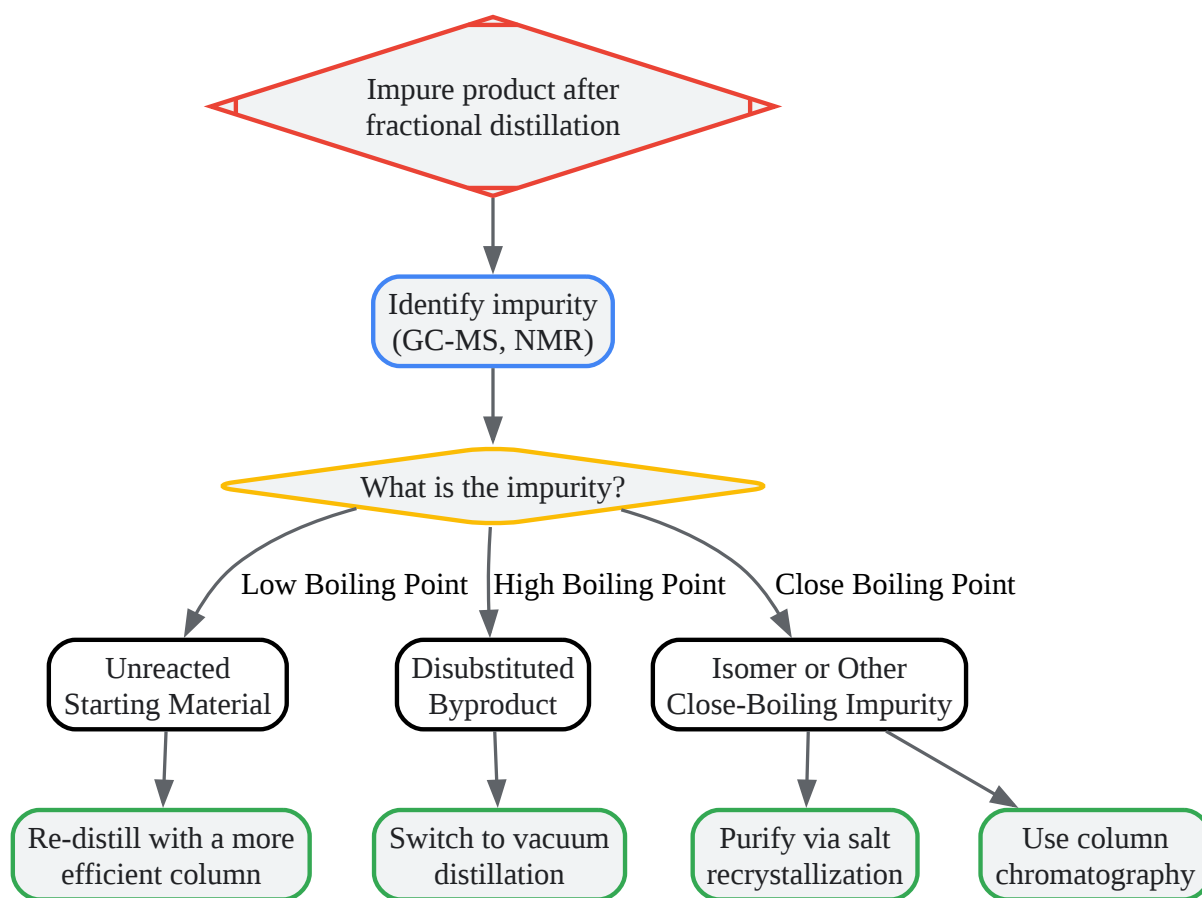 Impure product after
fractional distillation
Identify impurity
(GC-MS, NMR)
What is the impurity?
Low Boiling Point
High Boiling Point
Close Boiling Point
Unreacted
Starting Material
Disubstituted
Byproduct
Isomer or Other
Close-Boiling Impurity
Re-distill with a more
efficient column
Switch to vacuum
distillation
Purify via salt
recrystallization
Use column
chromatography